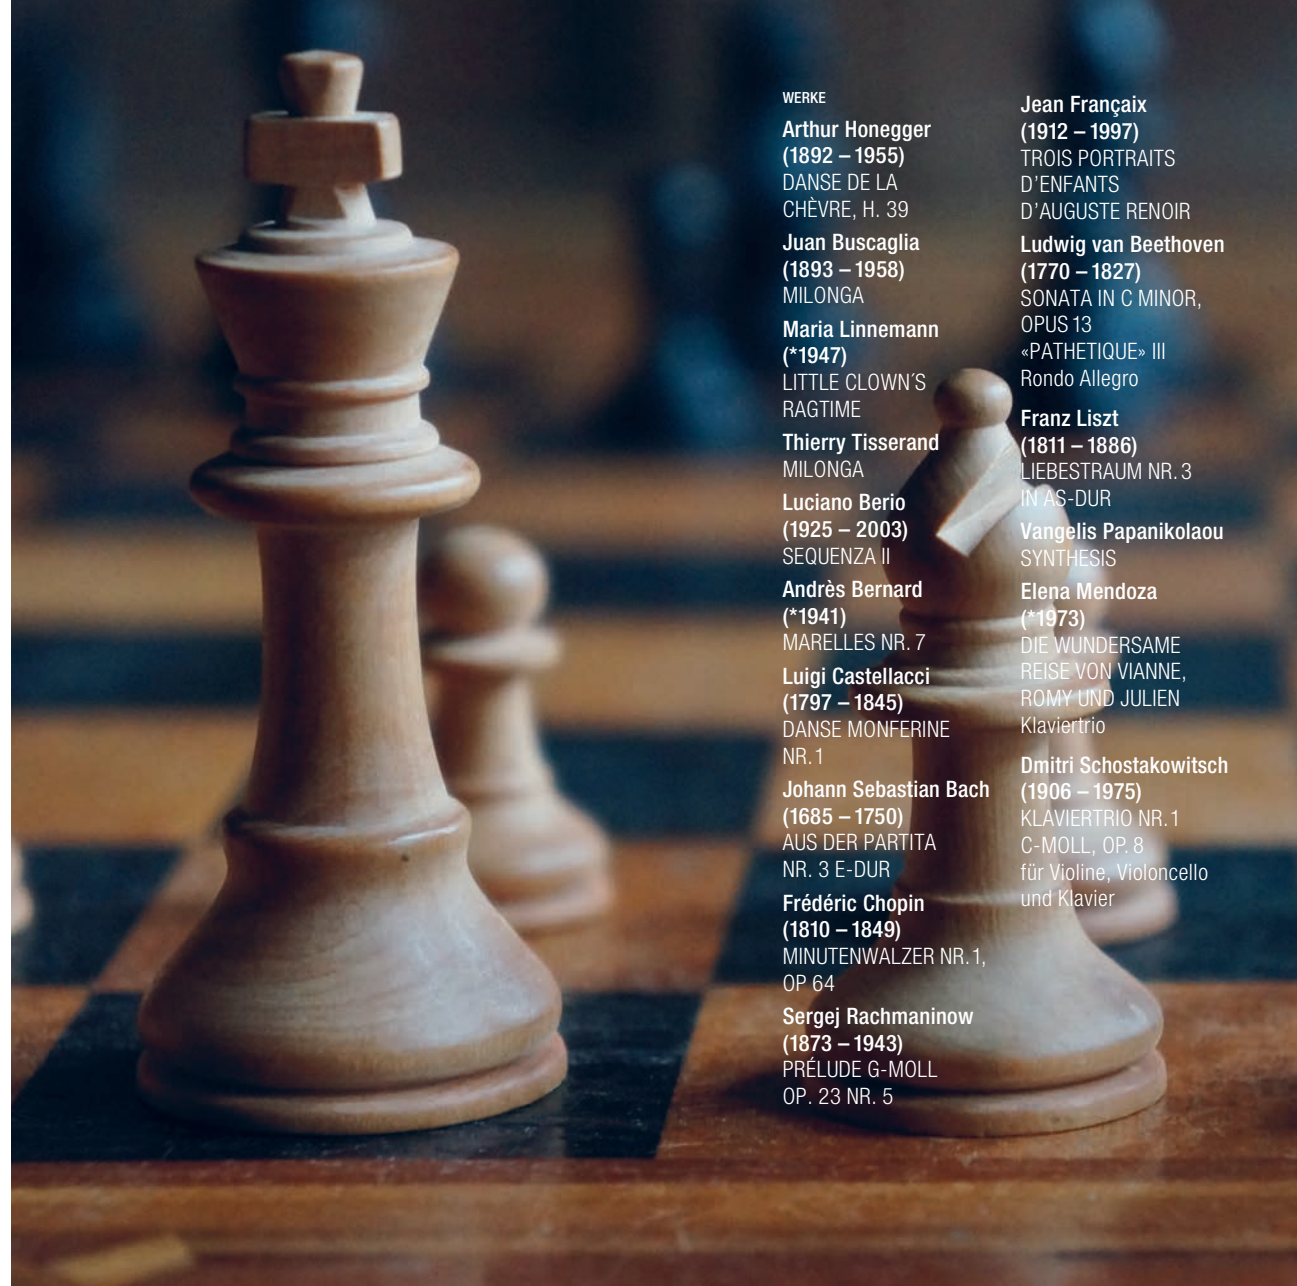 WERKE
Arthur Honegger
(1892 – 1955)
DANSE DE LA
CHÈVRE, H. 39
Juan Buscaglia
(1893 – 1958)
MILONGA
Maria Linnemann
(*1947)
LITTLE CLOWN´S
RAGTIME
Thierry Tisserand
MILONGA
Luciano Berio
(1925 – 2003)
SEQUENZA II
Andrès Bernard
(*1941)
MARELLES NR. 7
Luigi Castellacci
(1797 – 1845)
DANSE MONFERINE
NR. 1
Johann Sebastian Bach
(1685 – 1750)
AUS DER PARTITA
NR. 3 E-DUR
Frédéric Chopin
(1810 – 1849)
MINUTENWALZER NR. 1,
OP 64
Sergej Rachmaninow
(1873 – 1943)
PRÉLUDE G-MOLL
OP. 23 NR. 5
Jean Françaix
(1912 – 1997)
TROIS PORTRAITS
D’ENFANTS
D’AUGUSTE RENOIR
Ludwig van Beethoven
(1770 – 1827)
SONATA IN C MINOR,
OPUS 13
«PATHETIQUE» III
Rondo Allegro
Franz Liszt
(1811 – 1886)
LIEBESTRAUM NR. 3
IN AS-DUR
Vangelis Papanikolaou
SYNTHESIS
Elena Mendoza
(*1973)
DIE WUNDERSAME
REISE VON VIANNE,
ROMY UND JULIEN
Klaviertrio
Dmitri Schostakowitsch
(1906 – 1975)
KLAVIERTRIO NR. 1
C-MOLL, OP. 8
für Violine, Violoncello
und Klavier